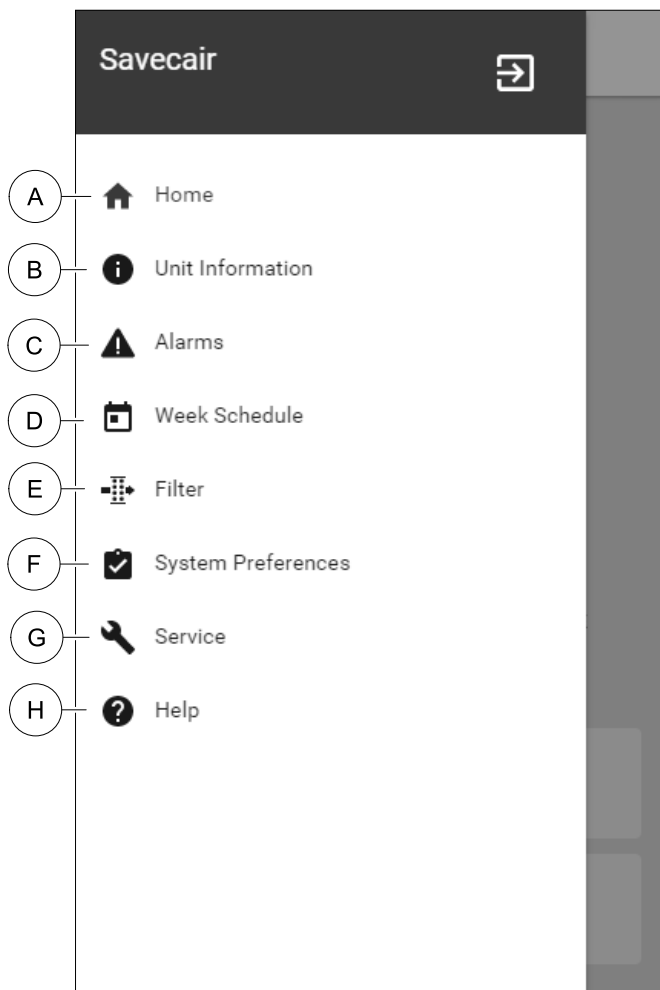 Savecair
A Home
B Unit Information
C Alarms
D Week Schedule
E Filter
F System Preferences
G Service
H Help